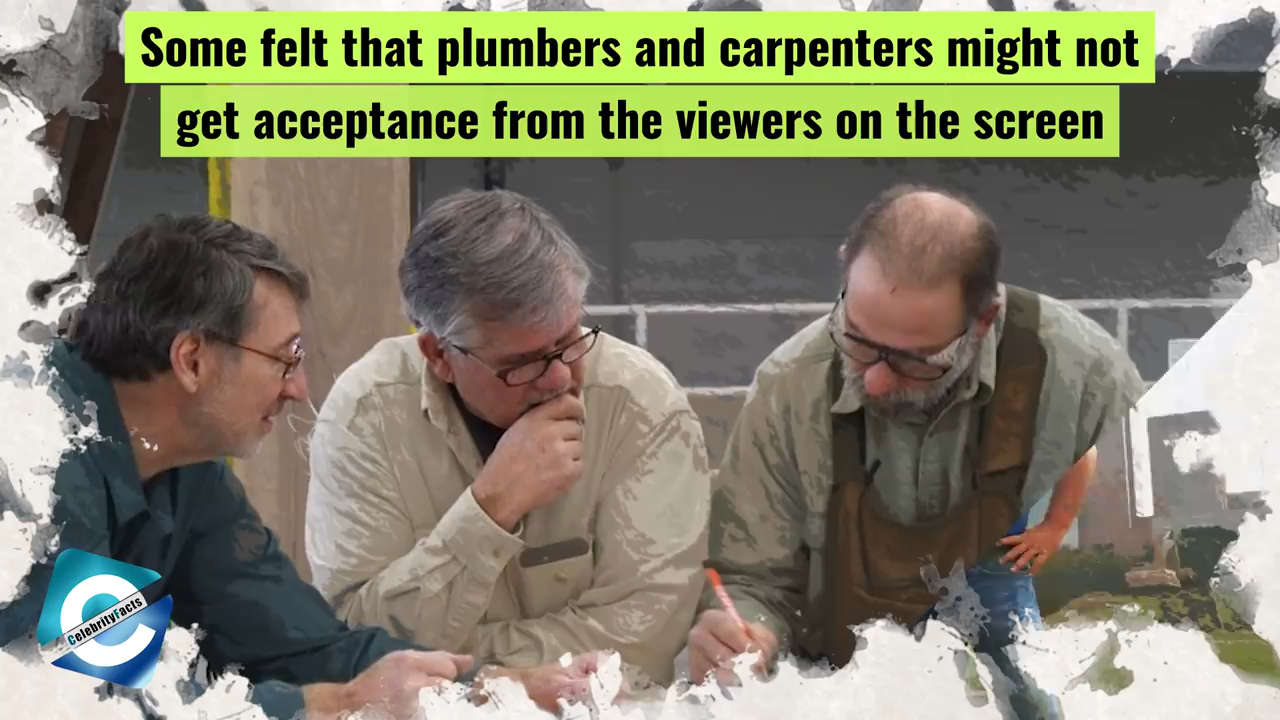 Some felt that plumbers and carpenters might not
get acceptance from the viewers on the screen
CelebrityFacts